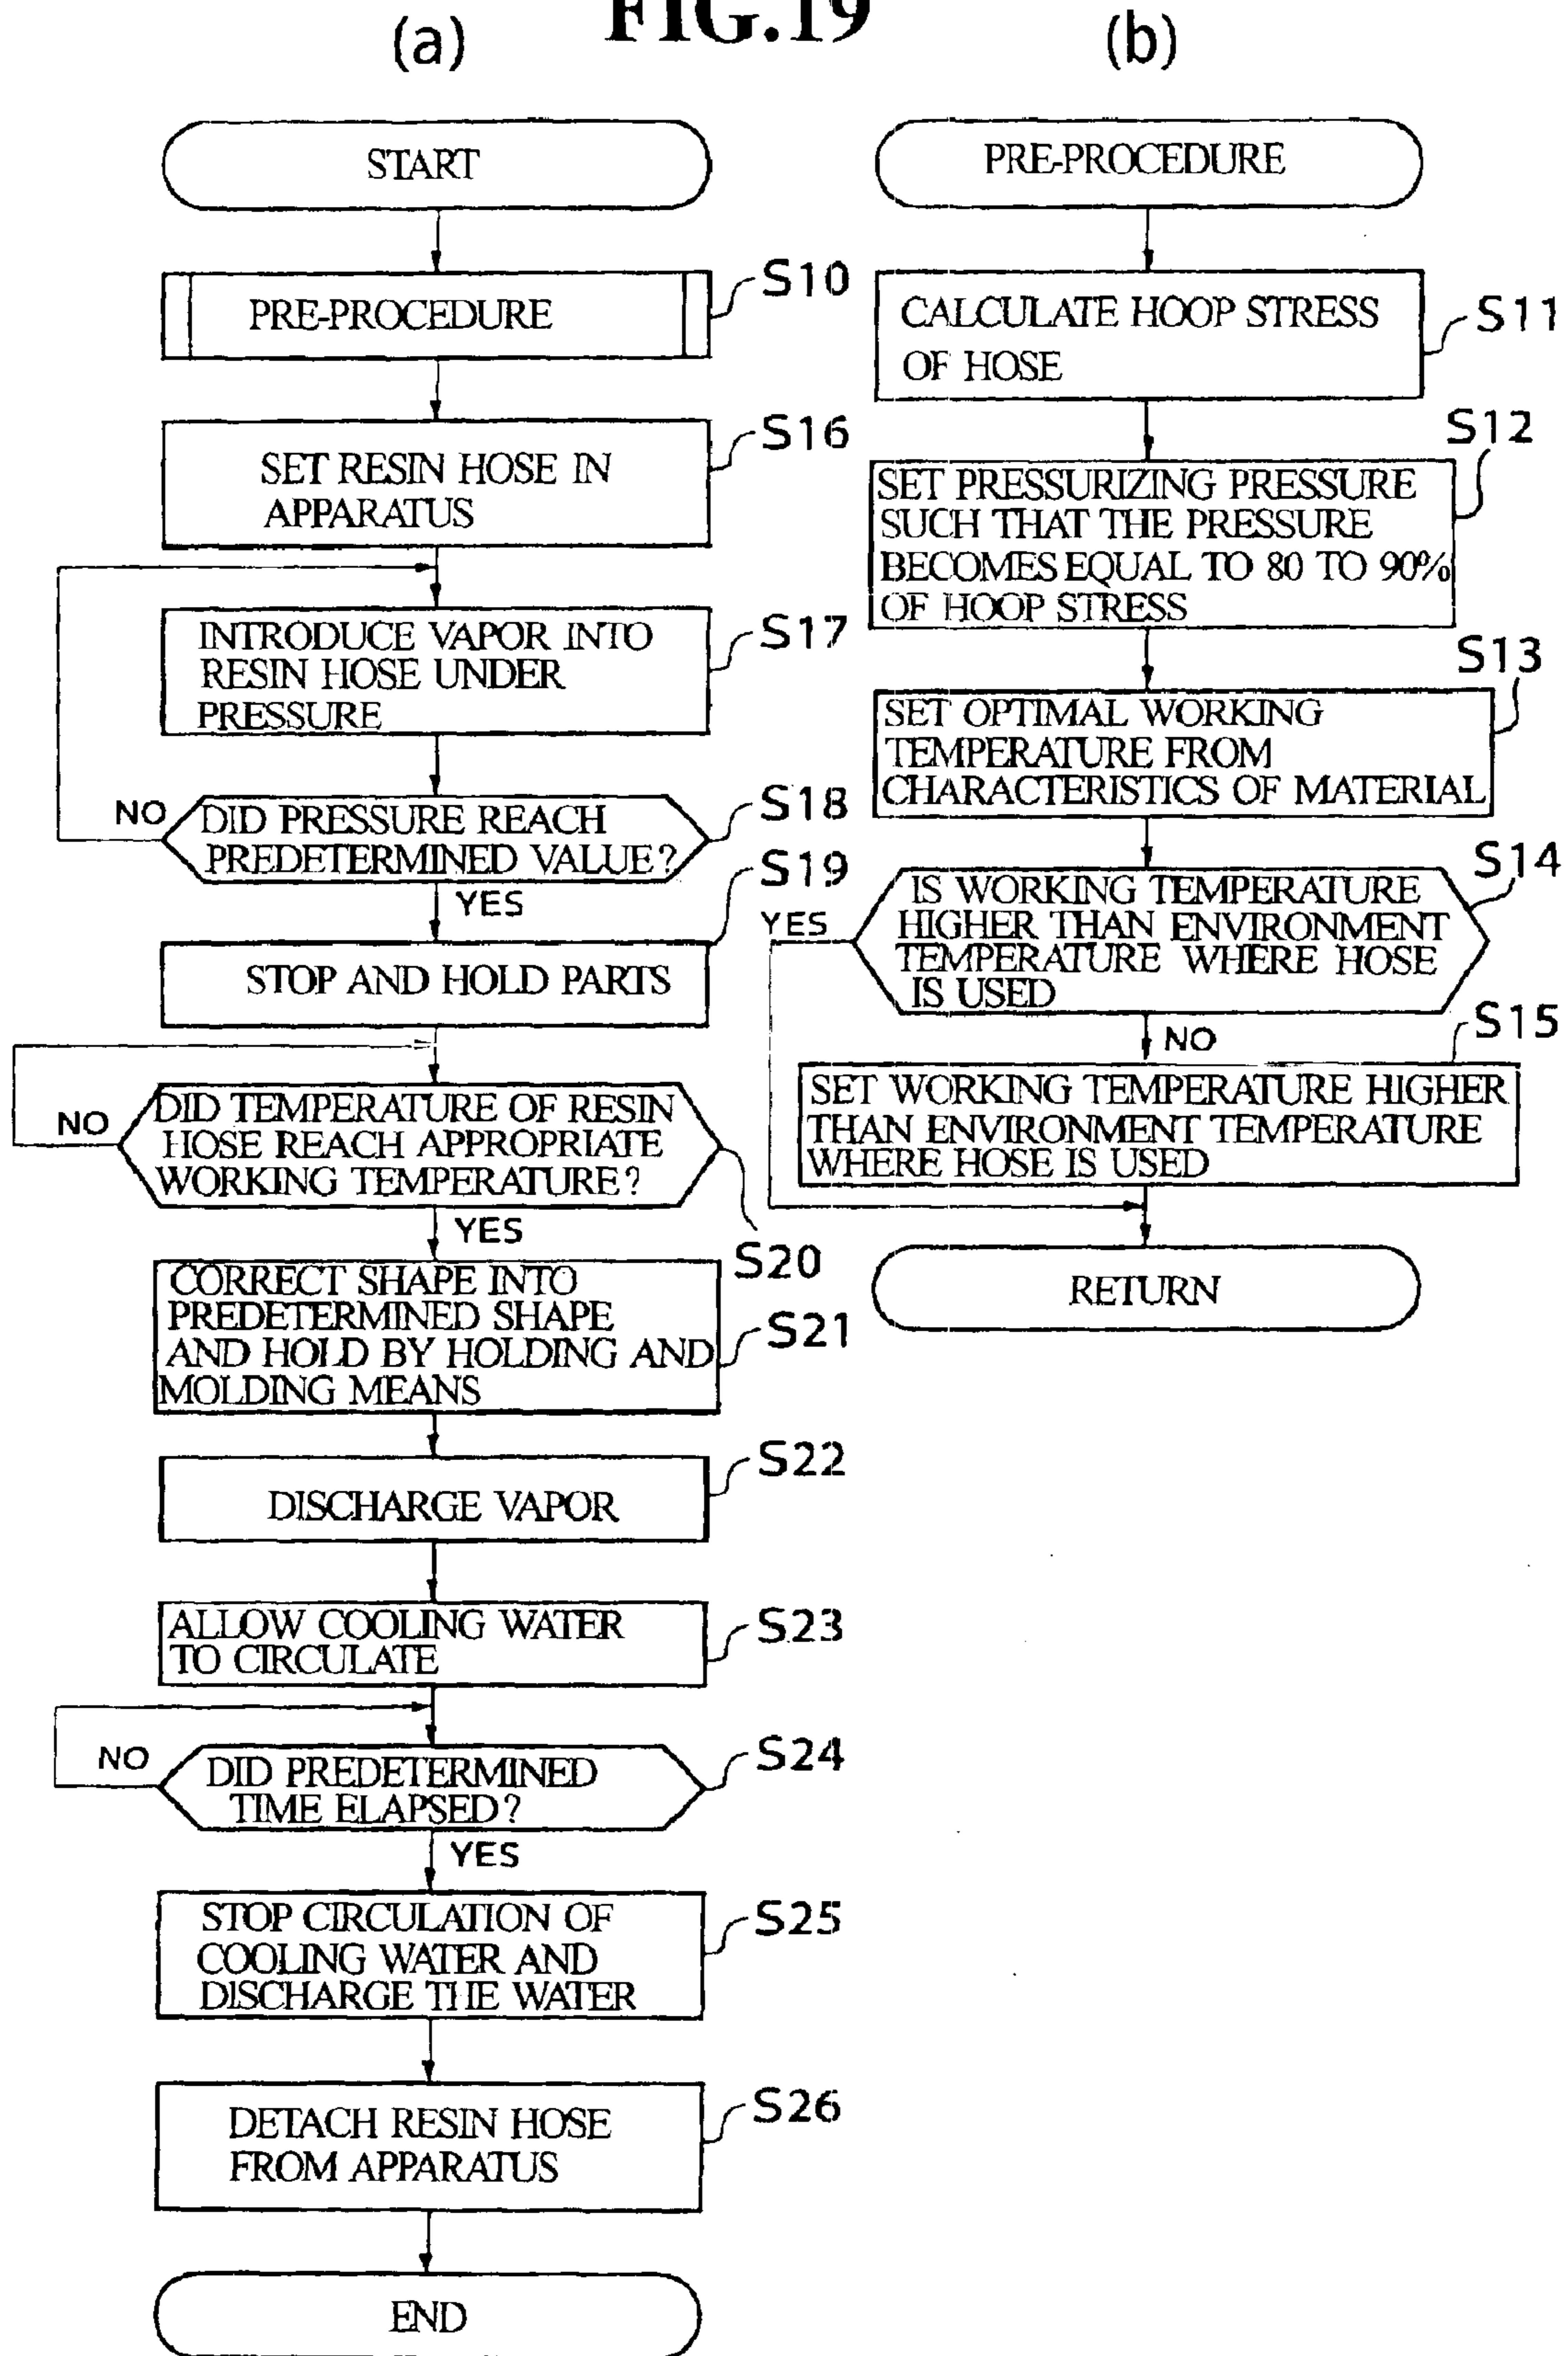 FIG.19
(a)
START
PRE-PROCEDURE
S10
SET RESIN HOSE IN
APPARATUS
S16
INTRODUCE VAPOR INTO
RESIN HOSE UNDER
PRESSURE
S17
DID PRESSURE REACH
PREDETERMINED VALUE?
S18
NO
YES
S19
STOP AND HOLD PARTS
DID TEMPERATURE OF RESIN
HOSE REACH APPROPRIATE
WORKING TEMPERATURE?
NO
YES
S20
CORRECT SHAPE INTO
PREDETERMINED SHAPE
AND HOLD BY HOLDING AND
MOLDING MEANS
S21
DISCHARGE VAPOR
S22
ALLOW COOLING WATER
TO CIRCULATE
S23
DID PREDETERMINED
TIME ELAPSED?
S24
NO
YES
STOP CIRCULATION OF
COOLING WATER AND
DISCHARGE THE WATER
S25
DETACH RESIN HOSE
FROM APPARATUS
S26
END
(b)
PRE-PROCEDURE
CALCULATE HOOP STRESS
OF HOSE
S11
S12
SET PRESSURIZING PRESSURE
SUCH THAT THE PRESSURE
BECOMES EQUAL TO 80 TO 90%
OF HOOP STRESS
S13
SET OPTIMAL WORKING
TEMPERATURE FROM
CHARACTERISTICS OF MATERIAL
S14
IS WORKING TEMPERATURE
HIGHER THAN ENVIRONMENT
TEMPERATURE WHERE HOSE
IS USED
YES
NO
S15
SET WORKING TEMPERATURE HIGHER
THAN ENVIRONMENT TEMPERATURE
WHERE HOSE IS USED
RETURN